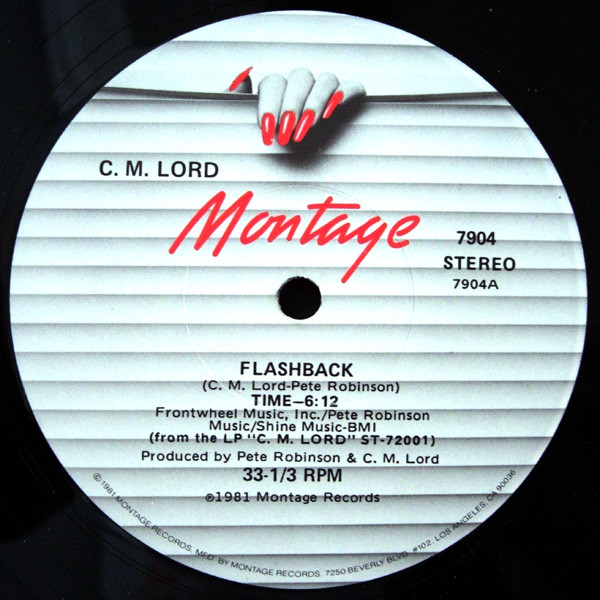 C. M. LORD
Montage
7904
STEREO
7904A
FLASHBACK
(C. M. Lord-Pete Robinson)
TIME—6:12
Frontwheel Music, Inc./Pete Robinson
Music/Shine Music-BMI
(from the LP "C. M. LORD" ST-72001)
Produced by Pete Robinson & C. M. Lord
33-1/3 RPM
℗1981 Montage Records
©1981 MONTAGE RECORDS. MFD. BY MONTAGE RECORDS. 7250 BEVERLY BLVD. #102. LOS ANGELES, CA 90036